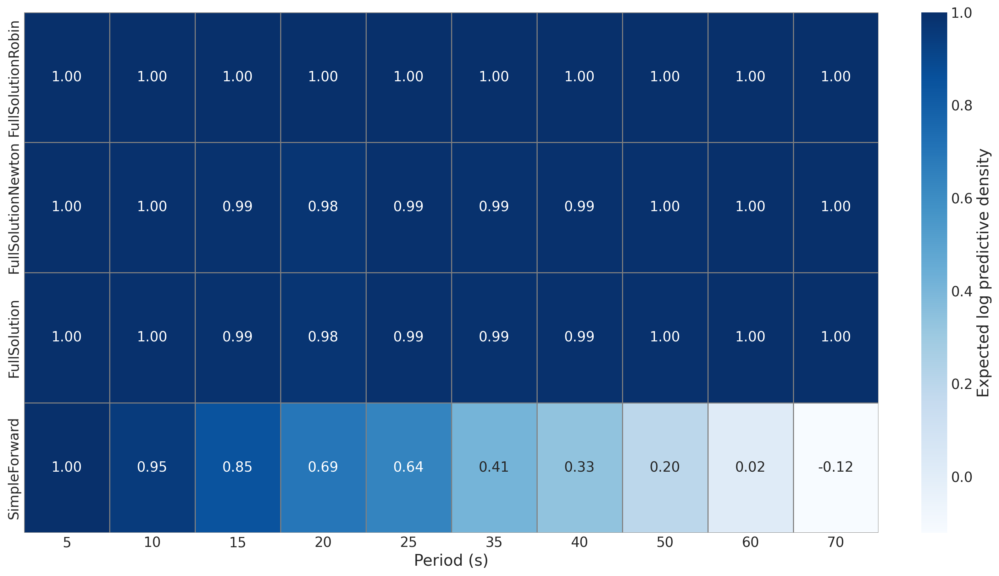 FullSolutionRobin
1.00 1.00 1.00 1.00 1.00 1.00 1.00 1.00 1.00 1.00
FullSolutionNewton
1.00 1.00 0.99 0.98 0.99 0.99 0.99 1.00 1.00 1.00
FullSolution
1.00 1.00 0.99 0.98 0.99 0.99 0.99 1.00 1.00 1.00
SimpleForward
1.00 0.95 0.85 0.69 0.64 0.41 0.33 0.20 0.02 -0.12
5 10 15 20 25 35 40 50 60 70
Period (s)
1.0
0.8
0.6
0.4
0.2
0.0
Expected log predictive density